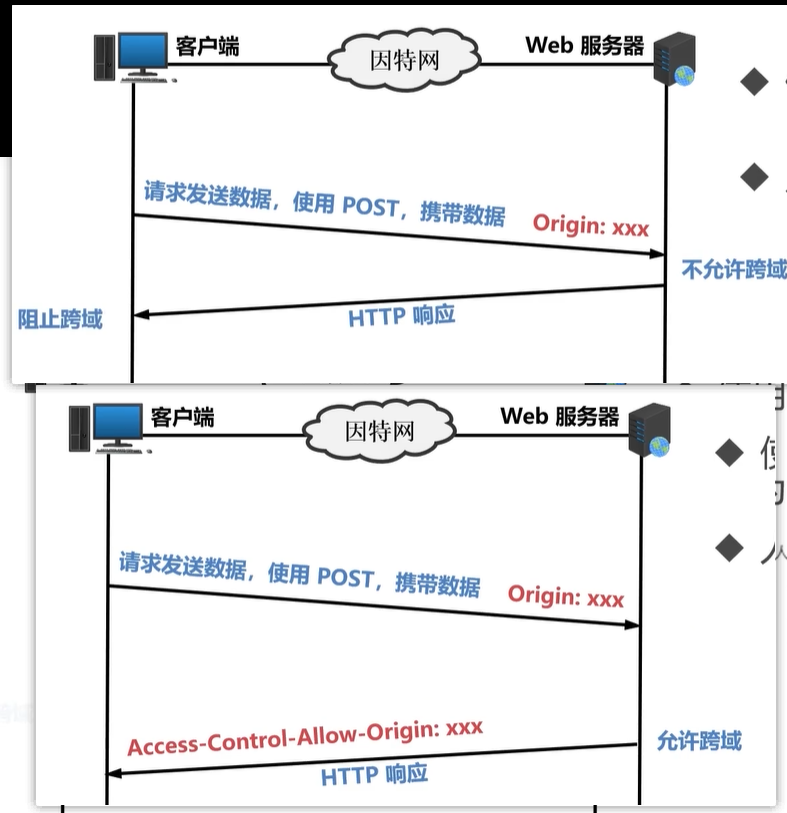 客户端
因特网
Web 服务器
请求发送数据，使用 POST，携带数据
Origin: xxx
不允许跨域
阻止跨域
HTTP 响应
客户端
因特网
Web 服务器
请求发送数据，使用 POST，携带数据
Origin: xxx
Access-Control-Allow-Origin: xxx
允许跨域
HTTP 响应